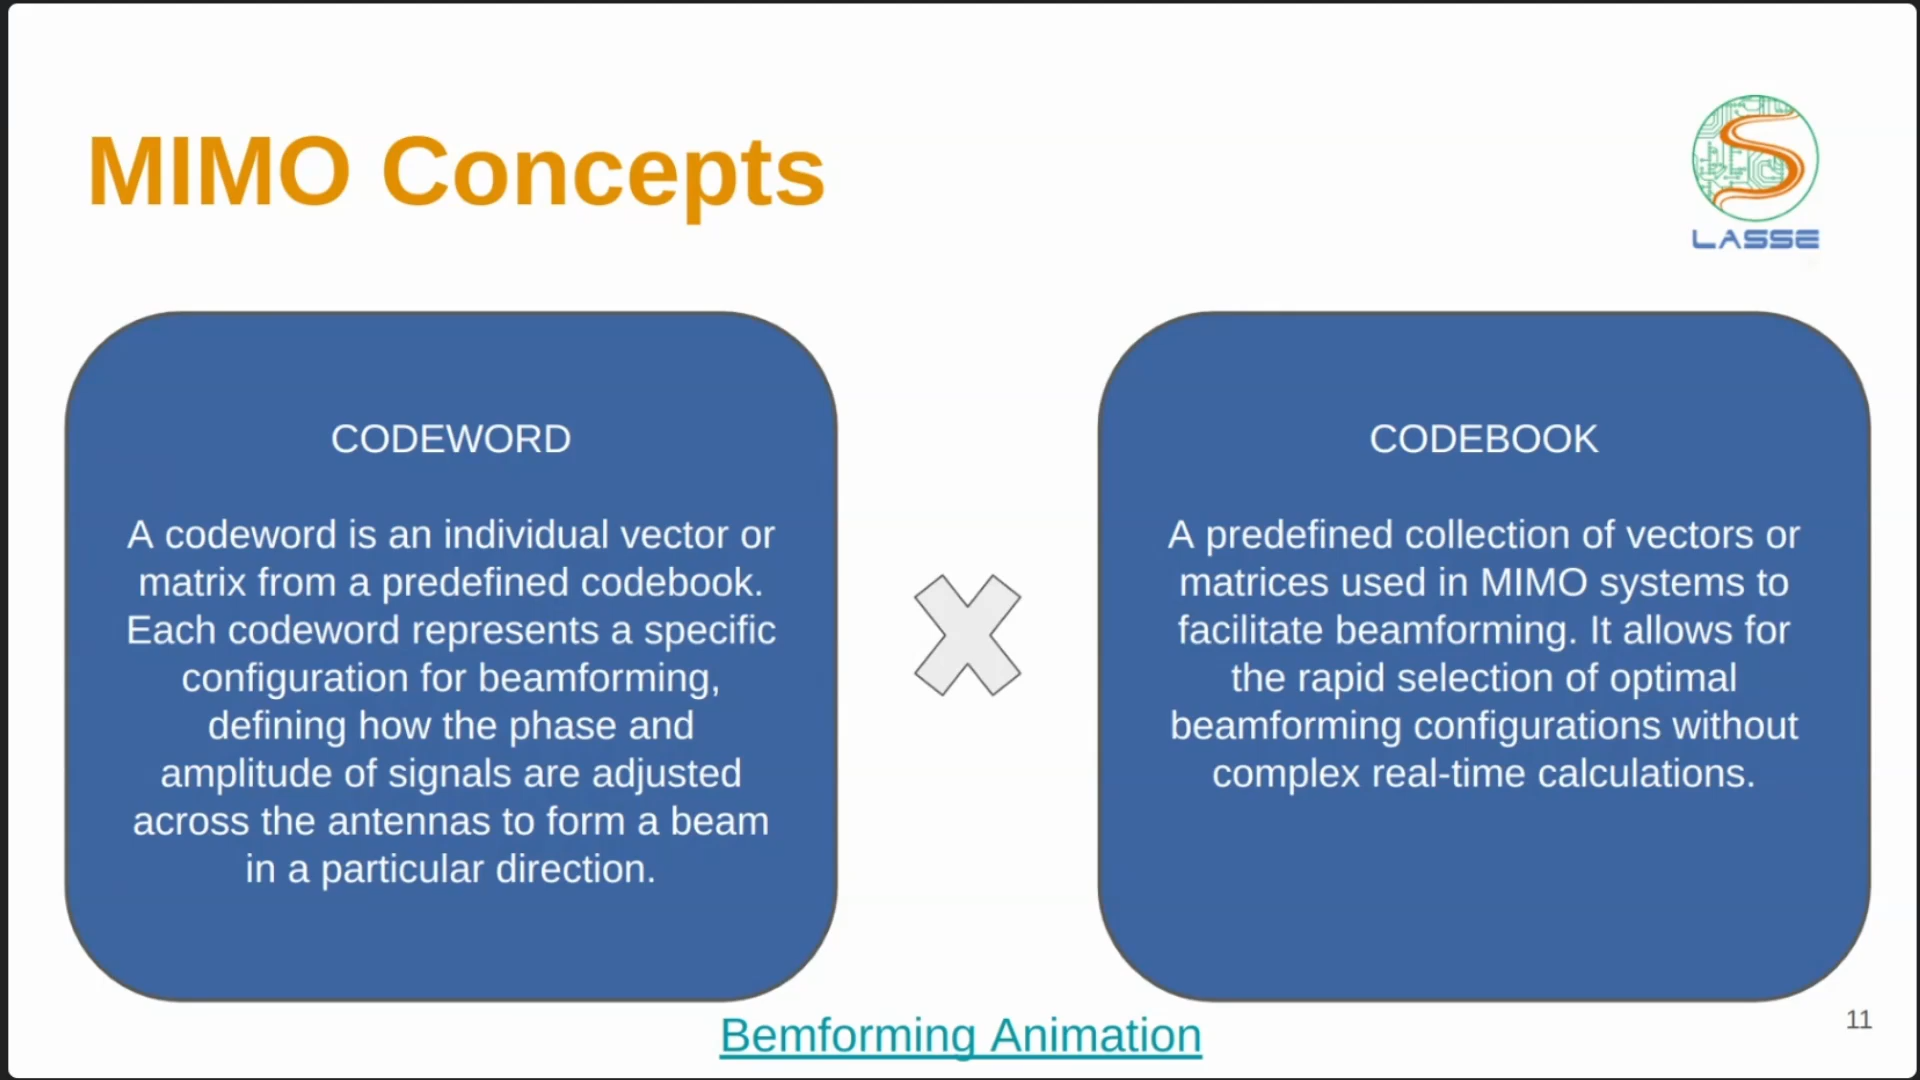 MIMO Concepts
LASSE
CODEWORD
A codeword is an individual vector or
matrix from a predefined codebook.
Each codeword represents a specific
configuration for beamforming,
defining how the phase and
amplitude of signals are adjusted
across the antennas to form a beam
in a particular direction.
CODEBOOK
A predefined collection of vectors or
matrices used in MIMO systems to
facilitate beamforming. It allows for
the rapid selection of optimal
beamforming configurations without
complex real-time calculations.
Bemforming Animation
11